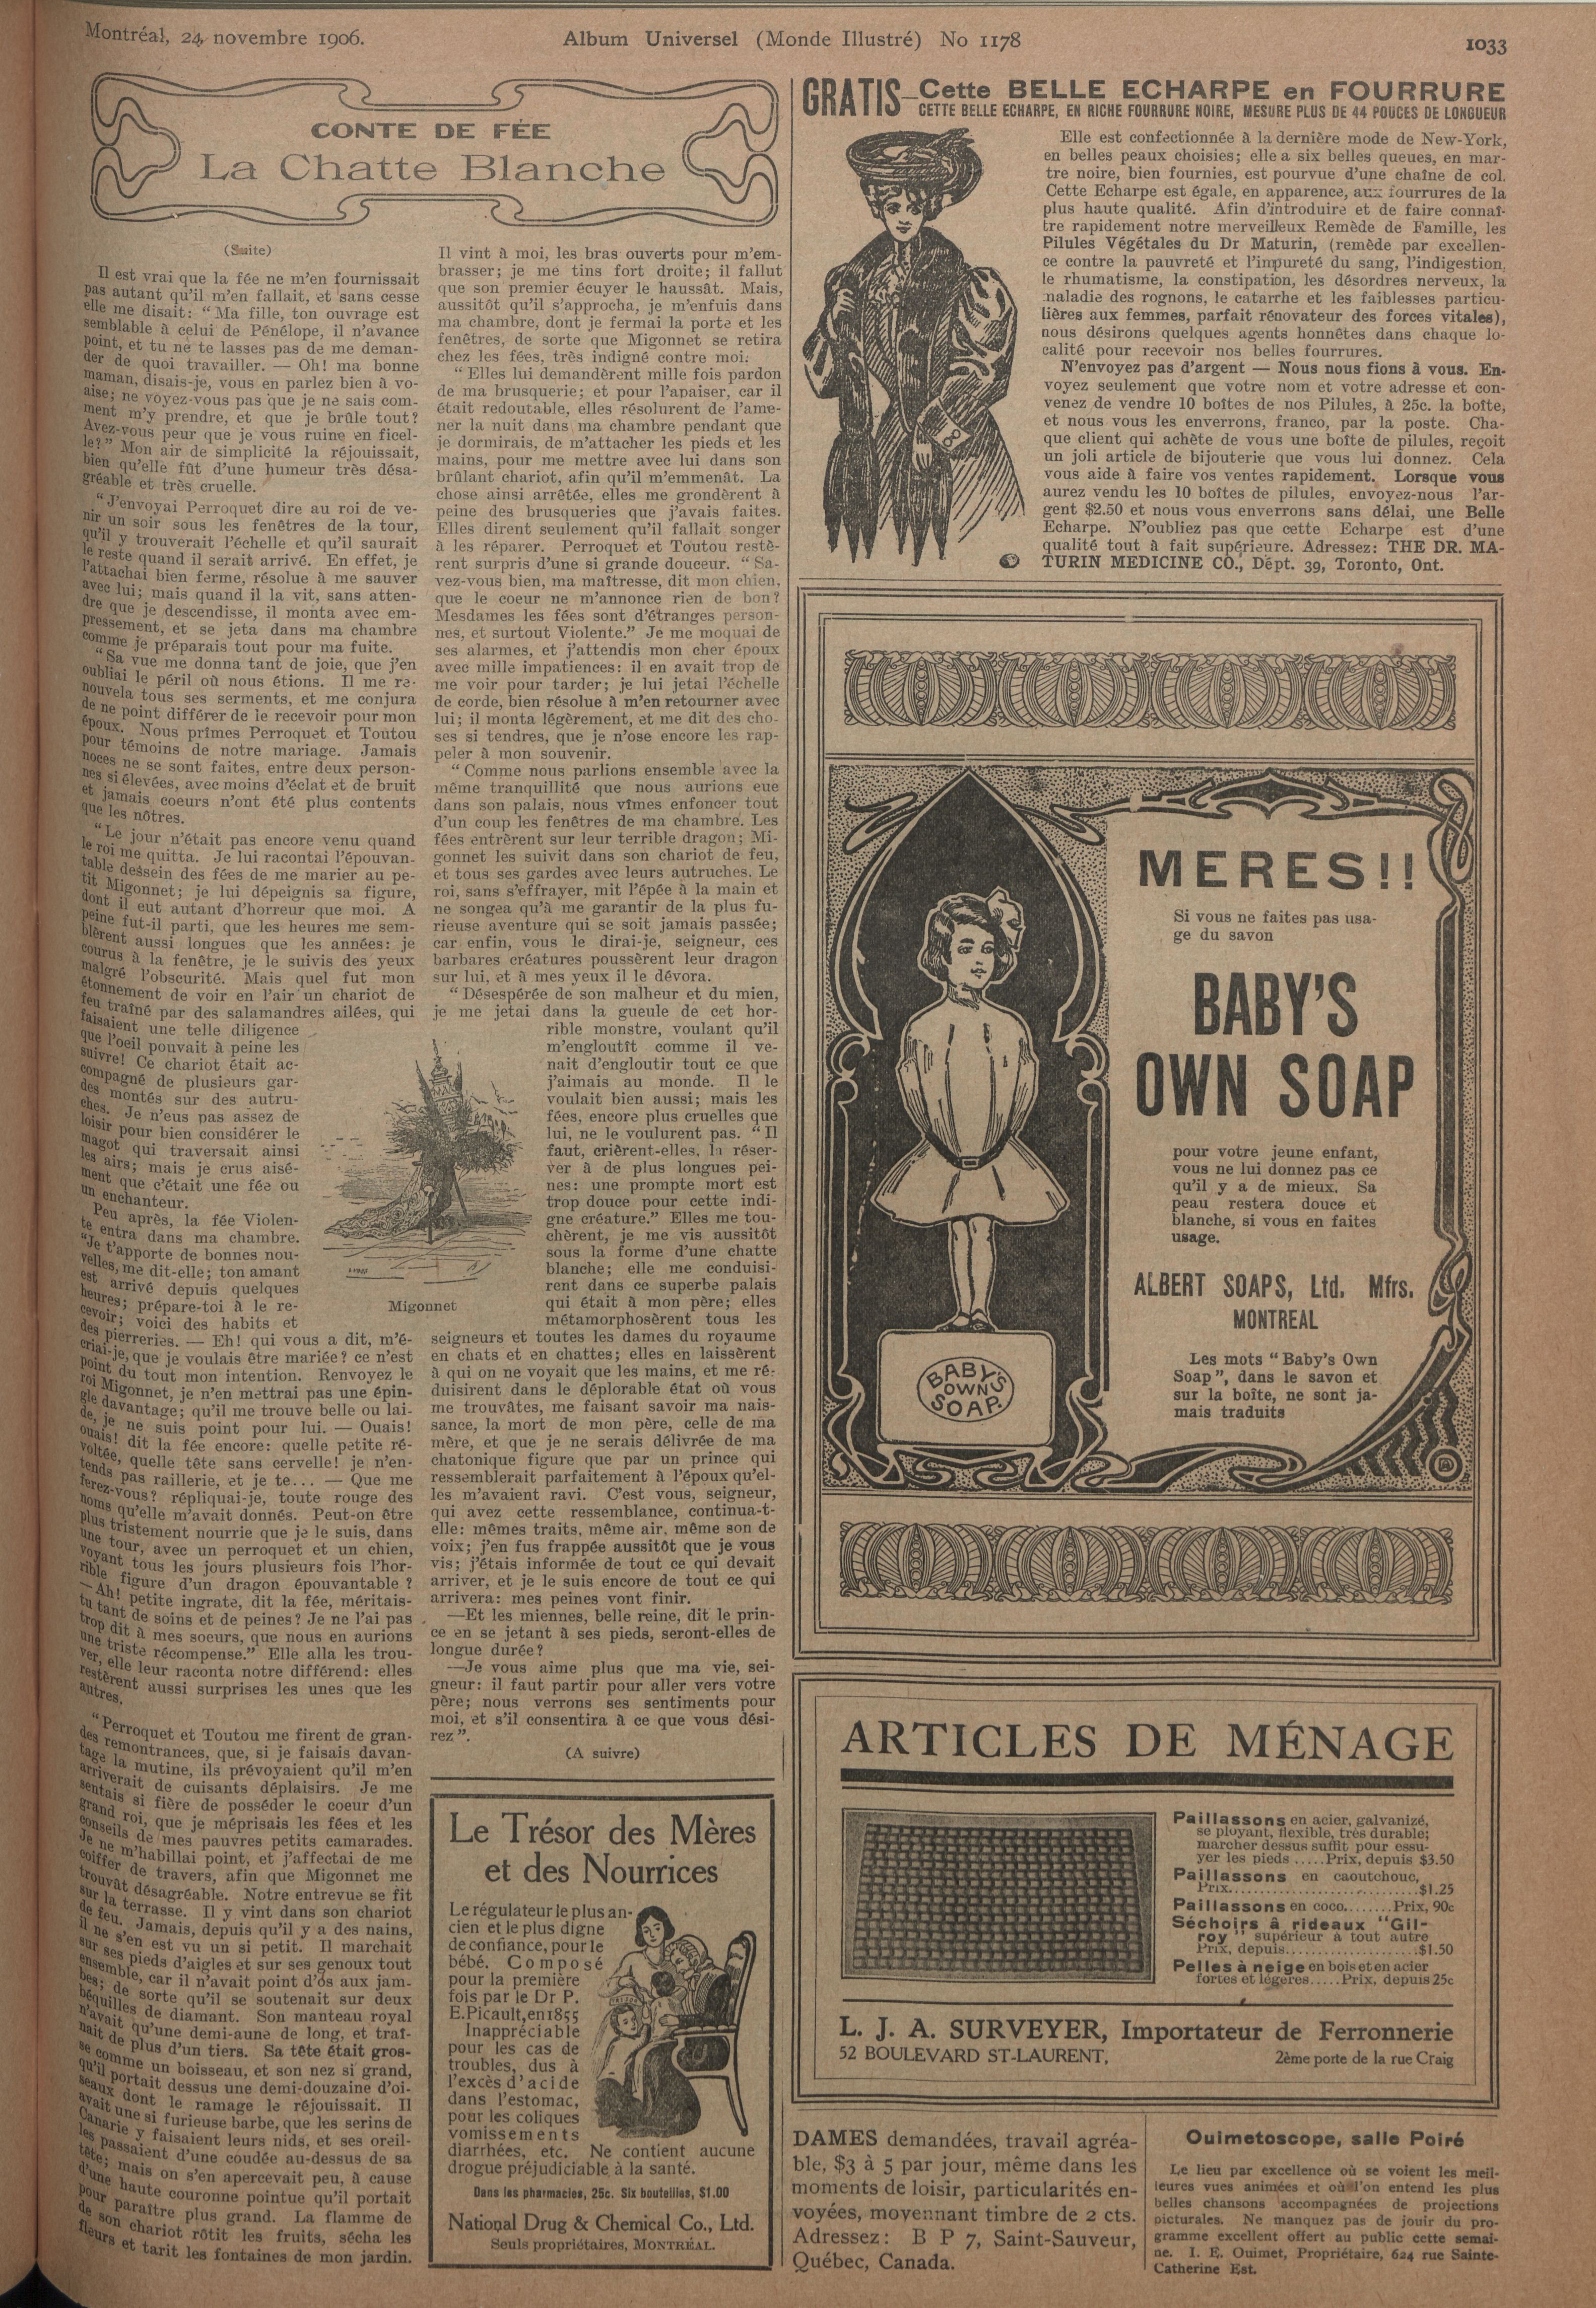 Montréal, 24 novembre 1906.
Album Universel (Monde Illustré) No 1178
1033
CONTE DE FÉE
La Chatte Blanche
(Suite)
Il est vrai que la fée ne m'en fournissait
pas autant qu'il m'en fallait, et sans cesse
elle me disait: "Ma fille, ton ouvrage est
semblable à celui de Pénélope, il n'avance
point, et tu ne te lasses pas de me deman-
der de quoi travailler. — Oh! ma bonne
maman, disais-je, vous en parlez bien à vo-
aise; ne voyez-vous pas que je ne sais com-
ment m'y prendre, et que je brûle tout?
Avez-vous peur que je vous ruine en ficel-
le?" Mon air de simplicité la réjouissait,
bien qu'elle fût d'une humeur très désa-
gréable et très cruelle.
"J'envoyai Perroquet dire au roi de ve-
nir un soir sous les fenêtres de la tour,
qu'il y trouverait l'échelle et qu'il saurait
le reste quand il serait arrivé. En effet, je
l'attachai bien ferme, résolue à me sauver
avec lui; mais quand il la vit, sans atten-
dre que je descendisse, il monta avec em-
pressement, et se jeta dans ma chambre
comme je préparais tout pour ma fuite.
"Sa vue me donna tant de joie, que j'en
oubliai le péril où nous étions. Il me re-
nouvela tous ses serments, et me conjura
de ne point différer de le recevoir pour mon
époux. Nous prîmes Perroquet et Toutou
pour témoins de notre mariage. Jamais
noces ne se sont faites, entre deux person-
nes si élevées, avec moins d'éclat et de bruit
et jamais coeurs n'ont été plus contents
que les nôtres.
"Le jour n'était pas encore venu quand
le roi me quitta. Je lui racontai l'épouvan-
table dessein des fées de me marier au pe-
tit Migonnet; je lui dépeignis sa figure,
dont il eut autant d'horreur que moi. A
peine fut-il parti, que les heures me sem-
blèrent aussi longues que les années: je
courus à la fenêtre, je le suivis des yeux
malgré l'obscurité. Mais quel fut mon
étonnement de voir en l'air un chariot de
feu traîné par des salamandres ailées, qui
faisaient une telle diligence
que l'oeil pouvait à peine les
suivre! Ce chariot était ac-
compagné de plusieurs gar-
des montés sur des autru-
ches. Je n'eus pas assez de
loisir pour bien considérer le
magot qui traversait ainsi
les airs; mais je crus aisé-
ment que c'était une fée ou
un enchanteur.
Peu après, la fée Violen-
te entra dans ma chambre.
"Je t'apporte de bonnes nou-
velles, me dit-elle; ton amant
est arrivé depuis quelques
heures; prépare-toi à le re-
cevoir; voici des habits et
des pierreries. — Eh! qui vous a dit, m'é-
criai-je, que je voulais être mariée? ce n'est
point du tout mon intention. Renvoyez le
roi Migonnet, je n'en mettrai pas une épin-
gle davantage; qu'il me trouve belle ou lai-
de, je ne suis point pour lui. — Ouais!
ouais! dit la fée encore: quelle petite ré-
voltée, quelle tête sans cervelle! je n'en-
tends pas raillerie, et je te... — Que me
ferez-vous? répliquai-je, toute rouge des
noms qu'elle m'avait donnés. Peut-on être
plus tristement nourrie que je le suis, dans
une tour, avec un perroquet et un chien,
voyant tous les jours plusieurs fois l'hor-
rible figure d'un dragon épouvantable?
—Ah! petite ingrate, dit la fée, méritais-
tu tant de soins et de peines? Je ne l'ai pas
trop dit à mes soeurs, que nous en aurions
une triste récompense." Elle alla les trou-
ver, elle leur raconta notre différend: elles
restèrent aussi surprises les unes que les
autres.
"Perroquet et Toutou me firent de gran-
des remontrances, que, si je faisais davan-
tage la mutine, ils prévoyaient qu'il m'en
arriverait de cuisants déplaisirs. Je me
sentais si fière de posséder le coeur d'un
grand roi, que je méprisais les fées et les
conseils de mes pauvres petits camarades.
Je ne m'habillai point, et j'affectai de me
coiffer de travers, afin que Migonnet me
trouvât désagréable. Notre entrevue se fit
sur la terrasse. Il y vint dans son chariot
de feu. Jamais, depuis qu'il y a des nains,
il ne s'en est vu un si petit. Il marchait
sur ses pieds d'aigles et sur ses genoux tout
ensemble, car il n'avait point d'os aux jam-
bes; de sorte qu'il se soutenait sur deux
béquilles de diamant. Son manteau royal
n'avait qu'une demi-aune de long, et traî-
nait de plus d'un tiers. Sa tête était gros-
se comme un boisseau, et son nez si grand,
qu'il portait dessus une demi-douzaine d'oi-
seaux dont le ramage le réjouissait. Il
avait une si furieuse barbe, que les serins de
Canarie y faisaient leurs nids, et ses oreil-
les passaient d'une coudée au-dessus de sa
tête; mais on s'en apercevait peu, à cause
d'une haute couronne pointue qu'il portait
pour paraître plus grand. La flamme de
de son chariot rôtit les fruits, sécha les
fleurs et tarit les fontaines de mon jardin.
Il vint à moi, les bras ouverts pour m'em-
brasser; je me tins fort droite; il fallut
que son premier écuyer le haussât. Mais,
aussitôt qu'il s'approcha, je m'enfuis dans
ma chambre, dont je fermai la porte et les
fenêtres, de sorte que Migonnet se retira
chez les fées, très indigné contre moi.
"Elles lui demandèrent mille fois pardon
de ma brusquerie; et pour l'apaiser, car il
était redoutable, elles résolurent de l'ame-
ner la nuit dans ma chambre pendant que
je dormirais, de m'attacher les pieds et les
mains, pour me mettre avec lui dans son
brûlant chariot, afin qu'il m'emmenât. La
chose ainsi arrêtée, elles me grondèrent à
peine des brusqueries que j'avais faites.
Elles dirent seulement qu'il fallait songer
à les réparer. Perroquet et Toutou restè-
rent surpris d'une si grande douceur. "Sa-
vez-vous bien, ma maîtresse, dit mon chien,
que le coeur ne m'annonce rien de bon?
Mesdames les fées sont d'étranges person-
nes, et surtout Violente." Je me moquai de
ses alarmes, et j'attendis mon cher époux
avec mille impatiences: il en avait trop de
me voir pour tarder; je lui jetai l'échelle
de corde, bien résolue à m'en retourner avec
lui; il monta légèrement, et me dit des cho-
ses si tendres, que je n'ose encore les rap-
peler à mon souvenir.
"Comme nous parlions ensemble avec la
même tranquillité que nous aurions eue
dans son palais, nous vîmes enfoncer tout
d'un coup les fenêtres de ma chambre. Les
fées entrèrent sur leur terrible dragon; Mi-
gonnet les suivit dans son chariot de feu,
et tous ses gardes avec leurs autruches. Le
roi, sans s'effrayer, mit l'épée à la main et
ne songea qu'à me garantir de la plus fu-
rieuse aventure qui se soit jamais passée;
car enfin, vous le dirai-je, seigneur, ces
barbares créatures poussèrent leur dragon
sur lui, et à mes yeux il le dévora.
"Désespérée de son malheur et du mien,
je me jetai dans la gueule de cet hor-
rible monstre, voulant qu'il
m'engloutît comme il ve-
nait d'engloutir tout ce que
j'aimais au monde. Il le
voulait bien aussi; mais les
fées, encore plus cruelles que
lui, ne le voulurent pas. "Il
faut, crièrent-elles, la réser-
ver à de plus longues pei-
nes: une prompte mort est
trop douce pour cette indi-
gne créature." Elles me tou-
chèrent, je me vis aussitôt
sous la forme d'une chatte
blanche; elle me conduisi-
rent dans ce superbe palais
qui était à mon père; elles
métamorphosèrent tous les
Migonnet
seigneurs et toutes les dames du royaume
en chats et en chattes; elles en laissèrent
à qui on ne voyait que les mains, et me ré-
duisirent dans le déplorable état où vous
me trouvâtes, me faisant savoir ma nais-
sance, la mort de mon père, celle de ma
mère, et que je ne serais délivrée de ma
chatonique figure que par un prince qui
ressemblerait parfaitement à l'époux qu'el-
les m'avaient ravi. C'est vous, seigneur,
qui avez cette ressemblance, continua-t-
elle: mêmes traits, même air, même son de
voix; j'en fus frappée aussitôt que je vous
vis; j'étais informée de tout ce qui devait
arriver, et je le suis encore de tout ce qui
arrivera: mes peines vont finir.
—Et les miennes, belle reine, dit le prin-
ce en se jetant à ses pieds, seront-elles de
longue durée?
—Je vous aime plus que ma vie, sei-
gneur: il faut partir pour aller vers votre
père; nous verrons ses sentiments pour
moi, et s'il consentira à ce que vous dési-
rez".
(A suivre)
Le Trésor des Mères
et des Nourrices
Le régulateur le plus an-
cien et le plus digne
de confiance, pour le
bébé. Composé
pour la première
fois par le Dr P.
E. Picault, en 1855
Inappréciable
pour les cas de
troubles, dus à
l'excès d'acide
dans l'estomac,
pour les coliques
vomissements
diarrhées, etc. Ne contient aucune
drogue préjudiciable à la santé.
Dans les pharmacies, 25c. Six bouteilles, $1.00
National Drug & Chemical Co., Ltd.
Seuls propriétaires, MONTRÉAL.
GRATIS—Cette BELLE ECHARPE en FOURRURE
CETTE BELLE ECHARPE, EN RICHE FOURRURE NOIRE, MESURE PLUS DE 44 POUCES DE LONGUEUR
Elle est confectionnée à la dernière mode de New-York,
en belles peaux choisies; elle a six belles queues, en mar-
tre noire, bien fournies, est pourvue d'une chaîne de col.
Cette Echarpe est égale, en apparence, aux fourrures de la
plus haute qualité. Afin d'introduire et de faire connaî-
tre rapidement notre merveilleux Remède de Famille, les
Pilules Végétales du Dr Maturin, (remède par excellen-
ce contre la pauvreté et l'impureté du sang, l'indigestion,
le rhumatisme, la constipation, les désordres nerveux, la
maladie des rognons, le catarrhe et les faiblesses particu-
lières aux femmes, parfait rénovateur des forces vitales),
nous désirons quelques agents honnêtes dans chaque lo-
calité pour recevoir nos belles fourrures.
N'envoyez pas d'argent — Nous nous fions à vous. En-
voyez seulement que votre nom et votre adresse et con-
venez de vendre 10 boîtes de nos Pilules, à 25c. la boîte,
et nous vous les enverrons, franco, par la poste. Cha-
que client qui achète de vous une boîte de pilules, reçoit
un joli article de bijouterie que vous lui donnez. Cela
vous aide à faire vos ventes rapidement. Lorsque vous
aurez vendu les 10 boîtes de pilules, envoyez-nous l'ar-
gent $2.50 et nous vous enverrons sans délai, une Belle
Echarpe. N'oubliez pas que cette Echarpe est d'une
qualité tout à fait supérieure. Adressez: THE DR. MA-
TURIN MEDICINE CO., Dépt. 39, Toronto, Ont.
MERES!!
Si vous ne faites pas usa-
ge du savon
BABY'S
OWN SOAP
pour votre jeune enfant,
vous ne lui donnez pas ce
qu'il y a de mieux. Sa
peau restera douce et
blanche, si vous en faites
usage.
ALBERT SOAPS, Ltd. Mfrs.
MONTREAL
Les mots "Baby's Own
Soap", dans le savon et
sur la boîte, ne sont ja-
mais traduits
BABY'S
OWN
SOAP
ARTICLES DE MÉNAGE
Paillassons en acier, galvanizé,
se ployant, flexible, très durable;
marcher dessus suffit pour essu-
yer les pieds .....Prix, depuis $3.50
Paillassons en caoutchouc,
Prix..............................$1.25
Paillassons en coco........Prix, 90c
Séchoirs à rideaux "Gil-
roy" supérieur à tout autre
Prix, depuis.....................$1.50
Pelles à neige en bois et en acier
fortes et légères.....Prix, depuis 25c
L. J. A. SURVEYER, Importateur de Ferronnerie
52 BOULEVARD ST-LAURENT,
2ème porte de la rue Craig
DAMES demandées, travail agréa-
ble, $3 à 5 par jour, même dans les
moments de loisir, particularités en-
voyées, moyennant timbre de 2 cts.
Adressez: B P 7, Saint-Sauveur,
Québec, Canada.
Ouimetoscope, salle Poiré
Le lieu par excellence où se voient les meil-
leures vues animées et où l'on entend les plus
belles chansons accompagnées de projections
picturales. Ne manquez pas de jouir du pro-
gramme excellent offert au public cette semai-
ne. I. E. Ouimet, Propriétaire, 624 rue Sainte-
Catherine Est.